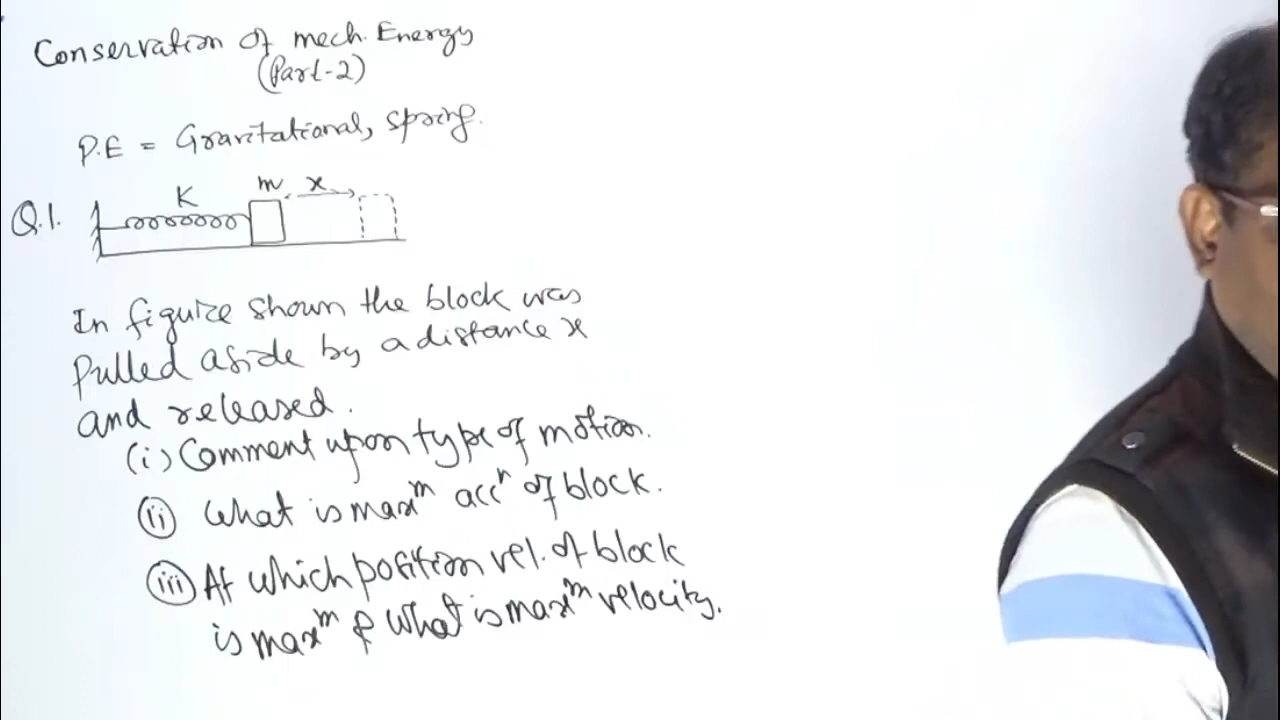 Conservation of mech. Energy
(Part-2)
P.E = Gravitational, spring.
K m x
Q.1.
In figure shown the block was
Pulled aside by a distance x
and released.
(i) Comment upon type of motion.
(ii) What is maxᵐ accⁿ of block.
(iii) At which position vel. of block
is maxᵐ & what is maxᵐ velocity.